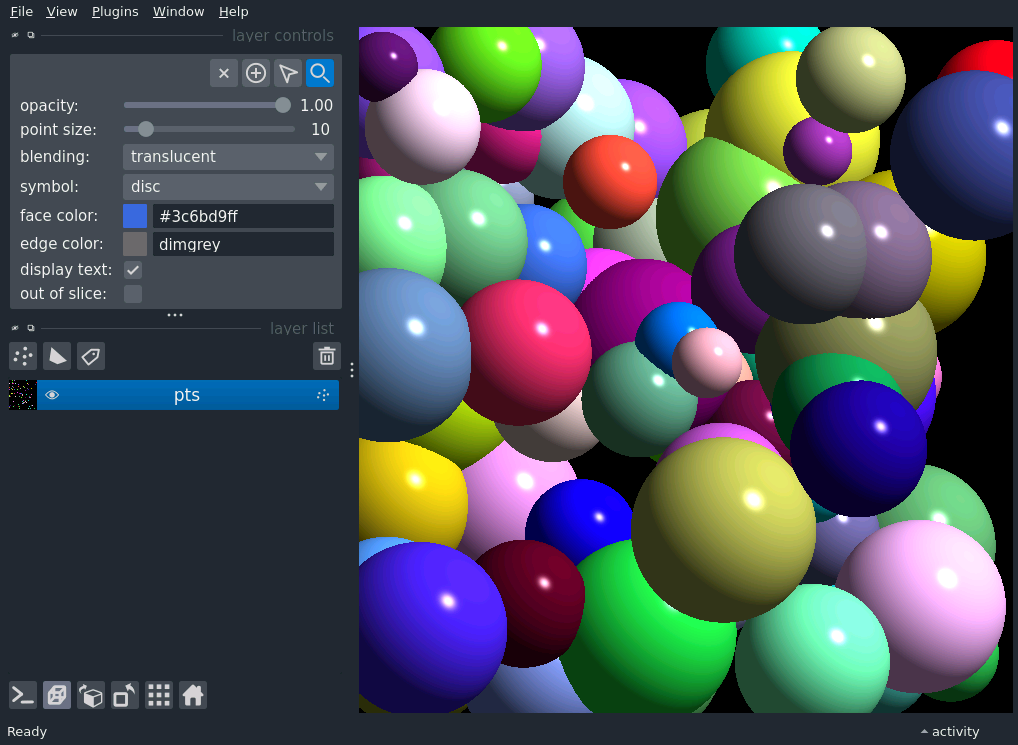 File View Plugins Window Help
layer controls
opacity: 1.00
point size: 10
blending: translucent
symbol: disc
face color: #3c6bd9ff
edge color: dimgrey
display text:
out of slice:
layer list
pts
Ready activity